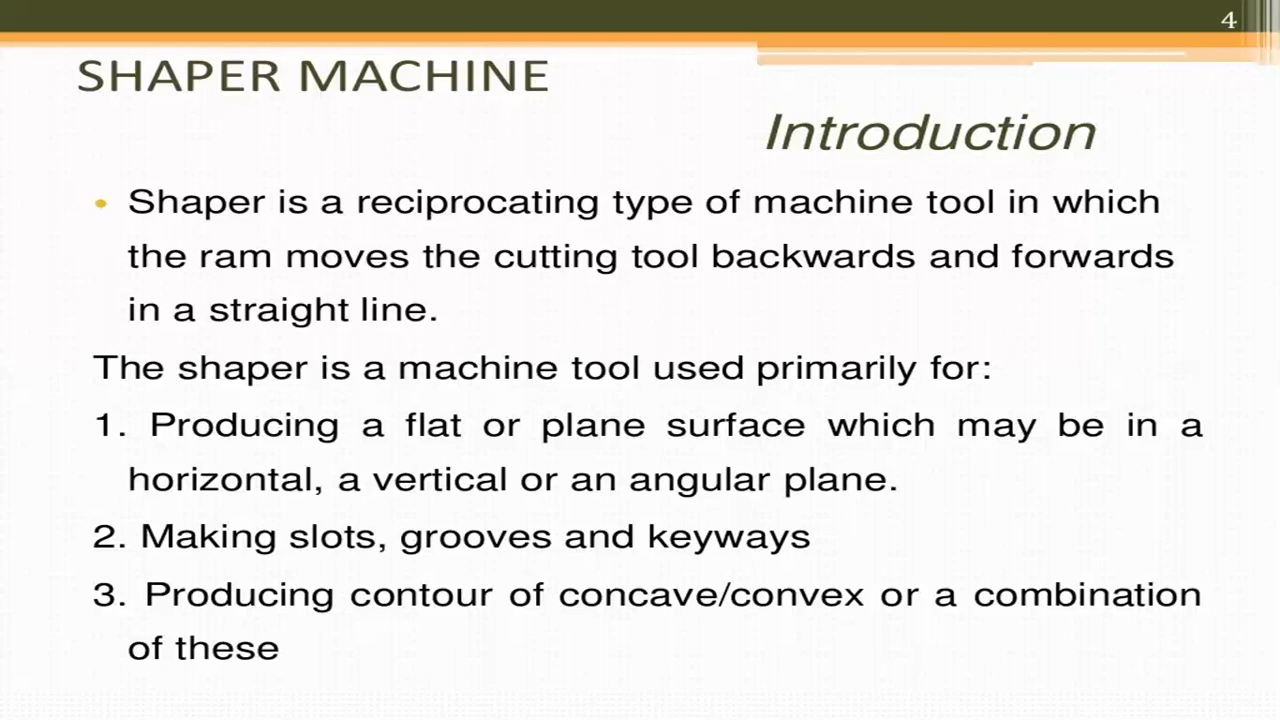 4
SHAPER MACHINE
Introduction
• Shaper is a reciprocating type of machine tool in which
the ram moves the cutting tool backwards and forwards
in a straight line.
The shaper is a machine tool used primarily for:
1. Producing a flat or plane surface which may be in a
horizontal, a vertical or an angular plane.
2. Making slots, grooves and keyways
3. Producing contour of concave/convex or a combination
of these